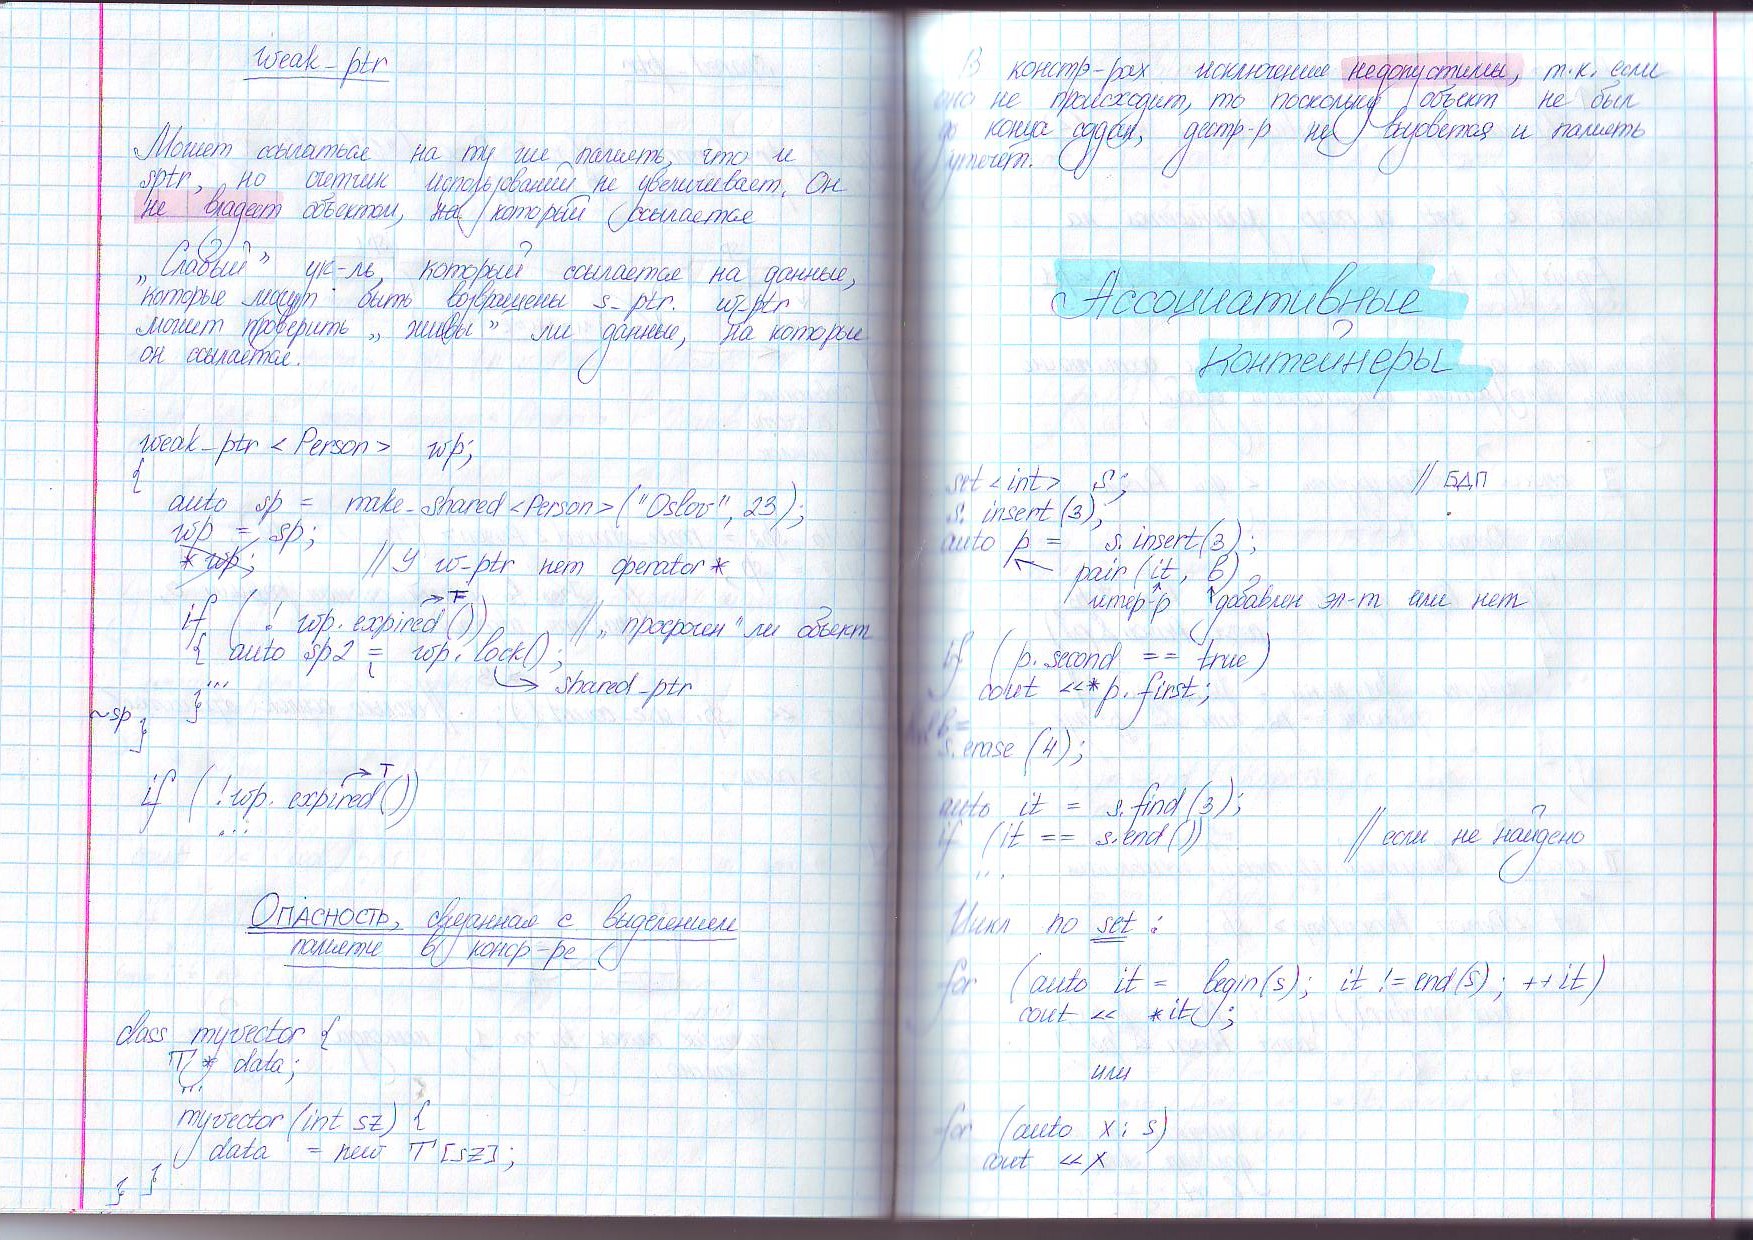 weak_ptr
Может ссылаться на ту же память, что и
sptr, но счетчик использований не увеличивает. Он
не владеет объектом, на который ссылается
„Слабый” ук-ль, который ссылается на данные,
которые могут быть возвращены s_ptr. w_ptr
может проверить „живы” ли данные, на которые
он ссылается.
weak_ptr <Person> wp;
{
auto sp = make_shared <Person> ("Oslov", 23);
wp = sp;
*wp; // У w_ptr нет operator*
→ F
if ( ! wp.expired()) // „просрочен” ли объект
{ auto sp2 = wp.lock();
→ shared_ptr
...
}
~sp }
→ T
if ( !wp. expired())
...
ОПАСНОСТЬ, связанная с выделением
памяти в констр-ре
class myvector {
T* data;
...
myvector (int sz) {
data = new T[sz];
} }
В констр-рах исключения недопустимы, т.к. если
оно не происходит, то поскольку объект не был
до конца создан, дестр-р не вызовется и память
утечет.
Ассоциативные
контейнеры
set <int> s; // БДП
s. insert (3);
auto p = s. insert(3);
pair (it, b)
итер-р добавлен эл-т или нет
if (p.second == true)
cout <<*p. first;
s. erase (4);
auto it = s. find (3);
if (it == s.end()) // если не найдено
...
Цикл по set :
for (auto it = begin(s); it != end(s); ++it)
cout << *it;
или
for (auto x: s)
cout << x